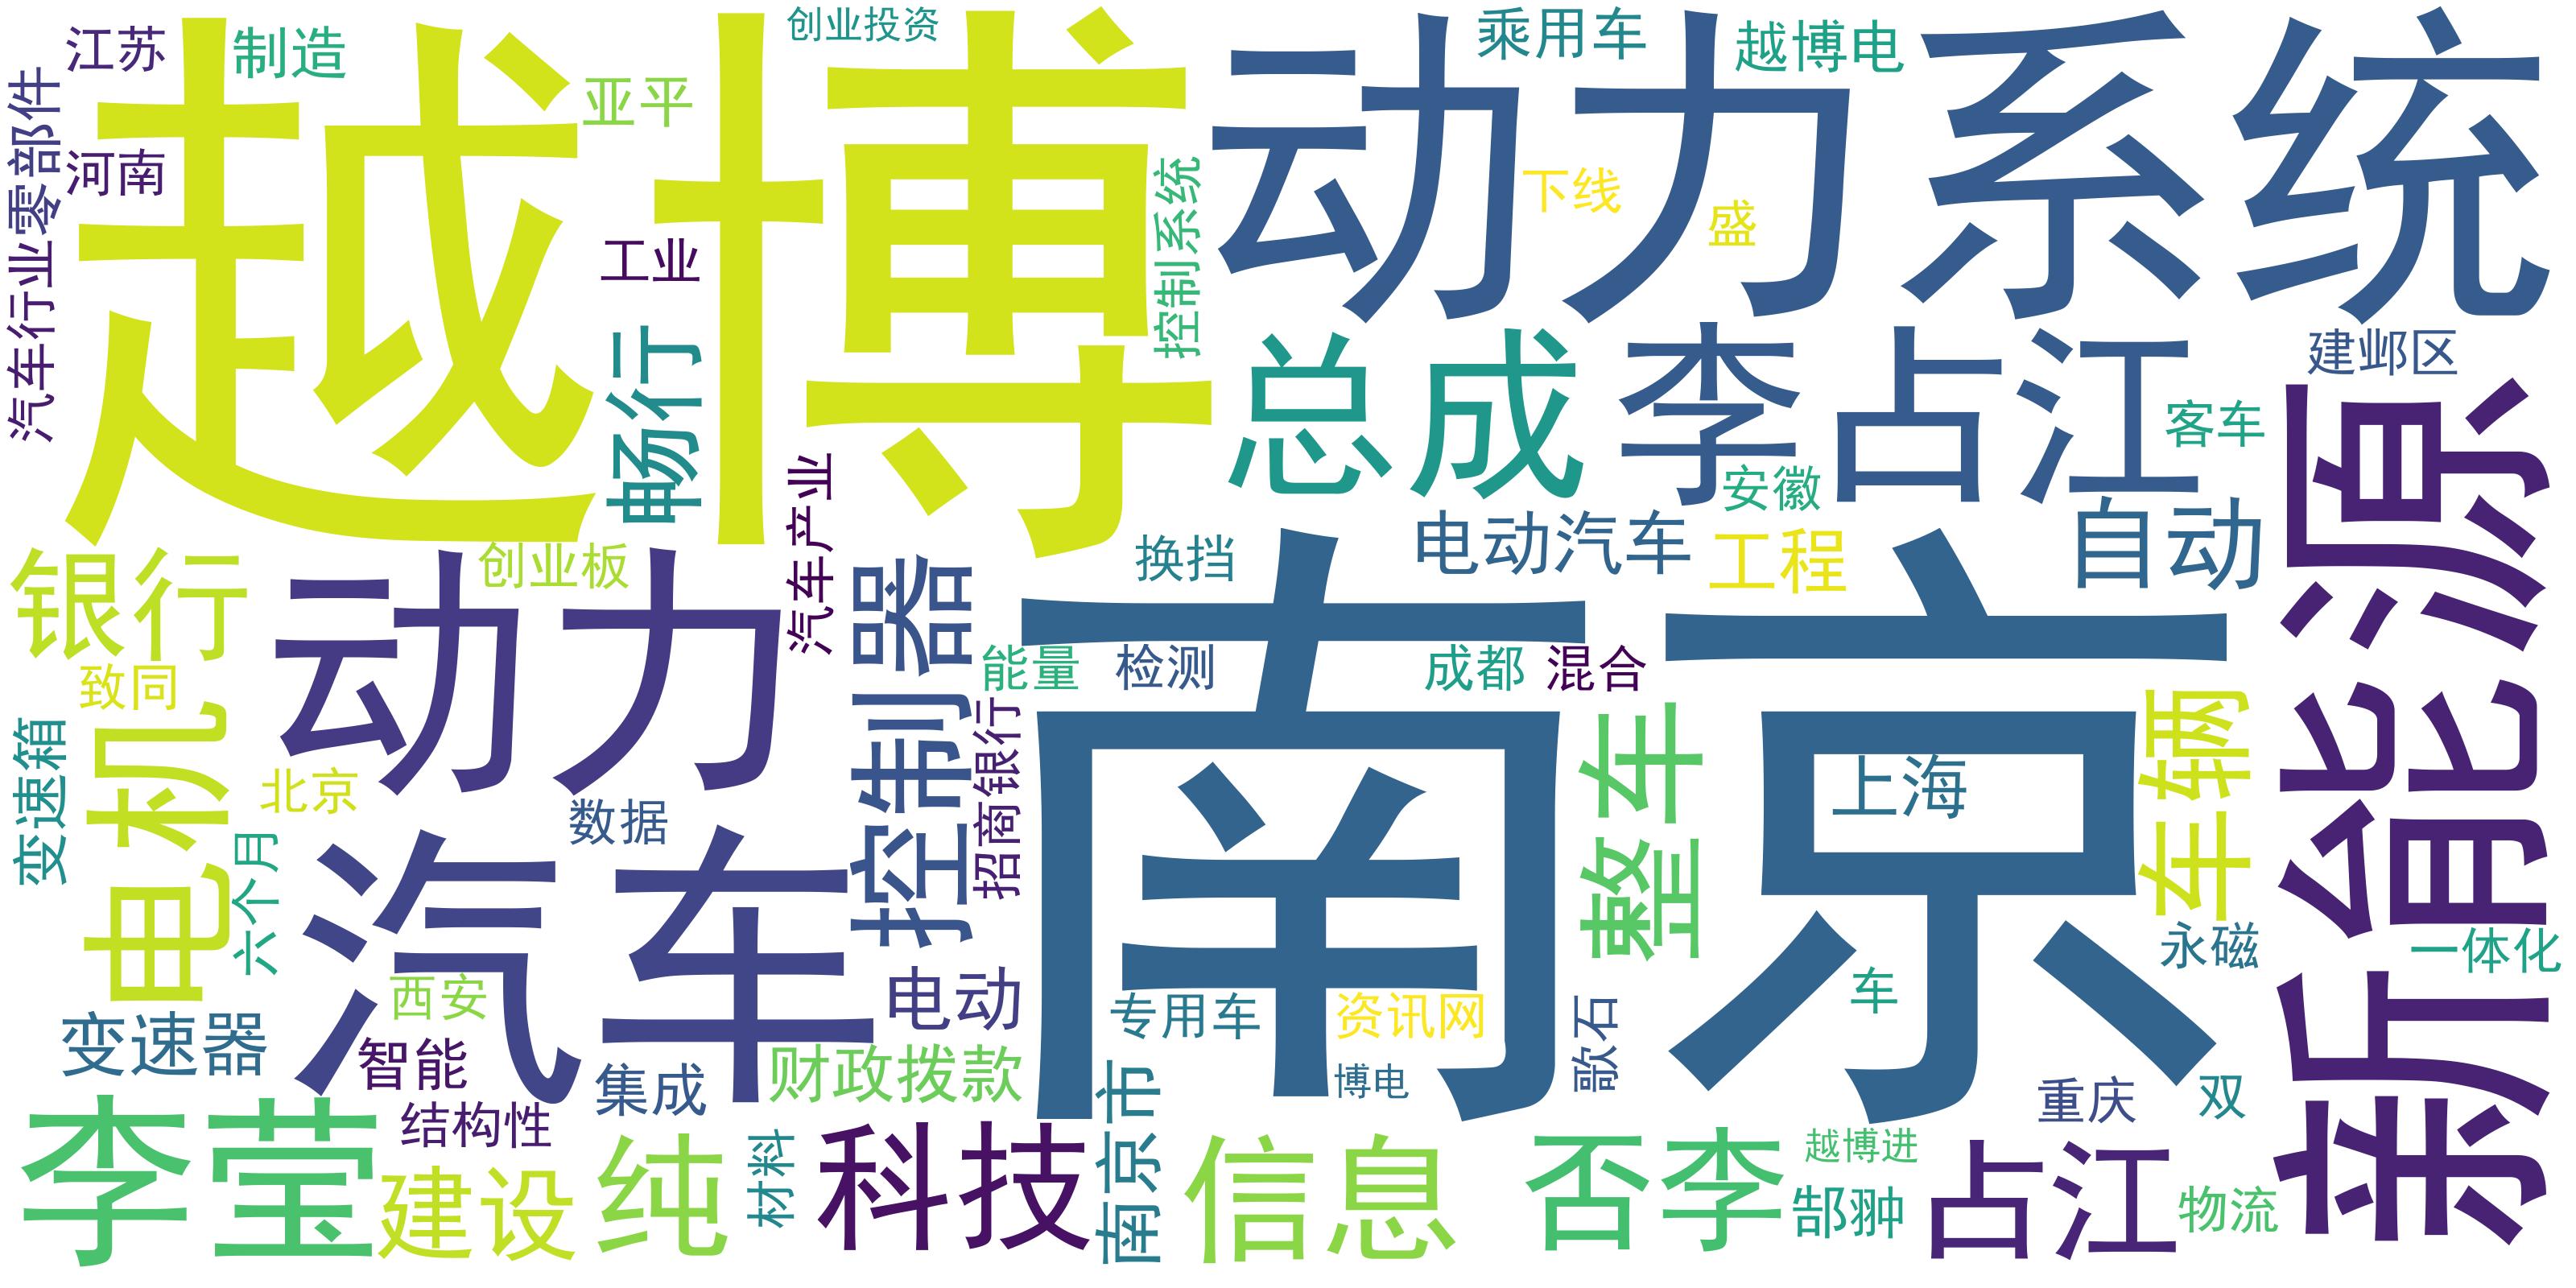 江苏
制造
创业投资
乘用车
越博电
越博
动力系统
亚平
汽车行业零部件
河南
工业
控制系统
下线
盛
畅行
总成
李占江
建邺区
客车
新能源
安徽
自动
电动汽车
工程
换挡
汽车产业
创业板
银行
动力
控制器
南京
能量
检测
成都
混合
致同
电机
变速箱
北京
数据
招商银行
整车
上海
车辆
六个月
汽车
西安
电动
专用车
资讯网
歌石
车
永磁
一体化
变速器
智能
集成
财政拨款
博电
重庆
双
李莹
结构性
建设
纯
材料
科技
南京市
信息
否李
越博进
郜翀
占江
物流